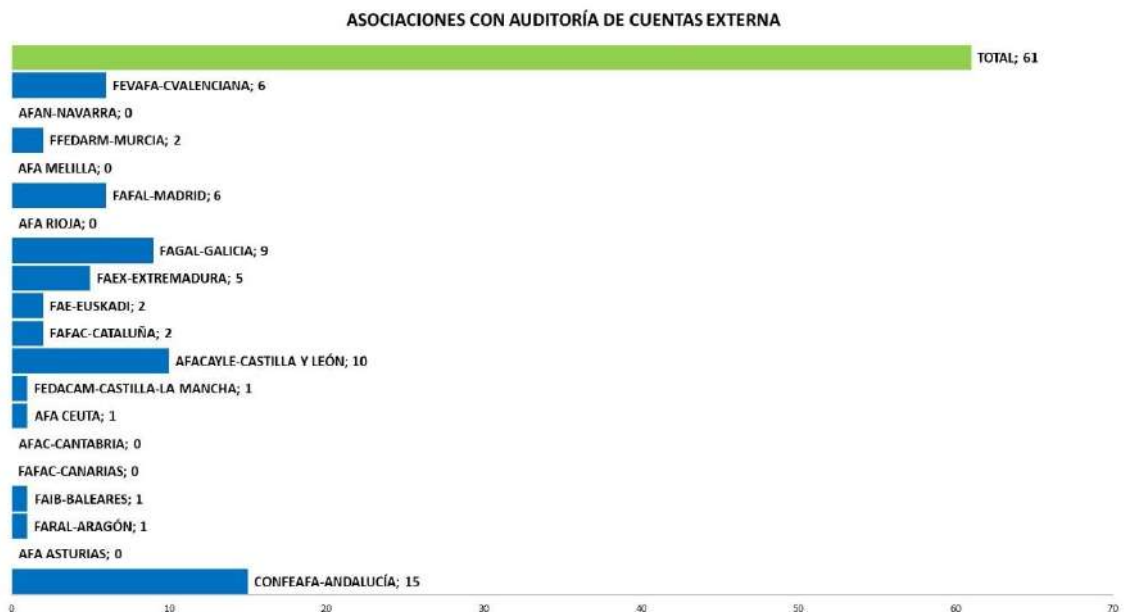 ASOCIACIONES CON AUDITORÍA DE CUENTAS EXTERNA
TOTAL; 61
FEVAFA-CVALENCIANA; 6
AFAN-NAVARRA; 0
FFEDARM-MURCIA; 2
AFA MELILLA; 0
FAFAL-MADRID; 6
AFA RIOJA; 0
FAGAL-GALICIA; 9
FAEX-EXTREMADURA; 5
FAE-EUSKADI; 2
FAFAC-CATALUÑA; 2
AFACAYLE-CASTILLA Y LEÓN; 10
FEDACAM-CASTILLA-LA MANCHA; 1
AFA CEUTA; 1
AFAC-CANTABRIA; 0
FAFAC-CANARIAS; 0
FAIB-BALEARES; 1
FARAL-ARAGÓN; 1
AFA ASTURIAS; 0
CONFEAFA-ANDALUCÍA; 15
0 10 20 30 40 50 60 70